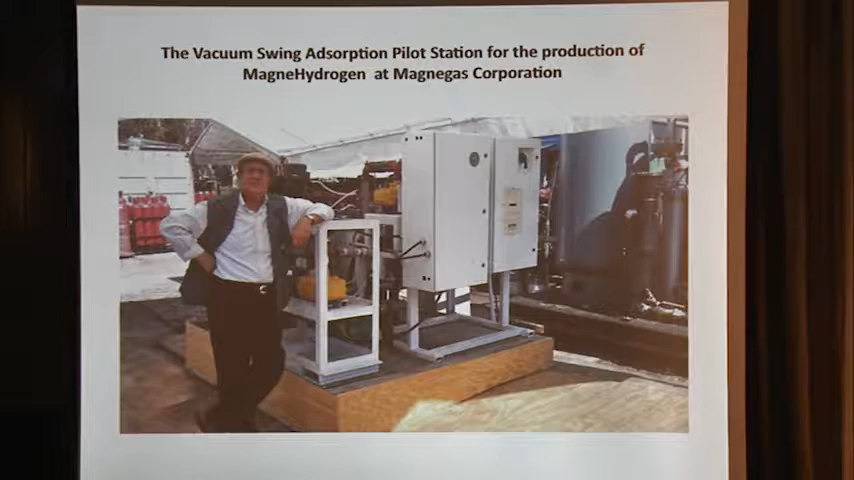 The Vacuum Swing Adsorption Pilot Station for the production of
MagneHydrogen at Magnegas Corporation